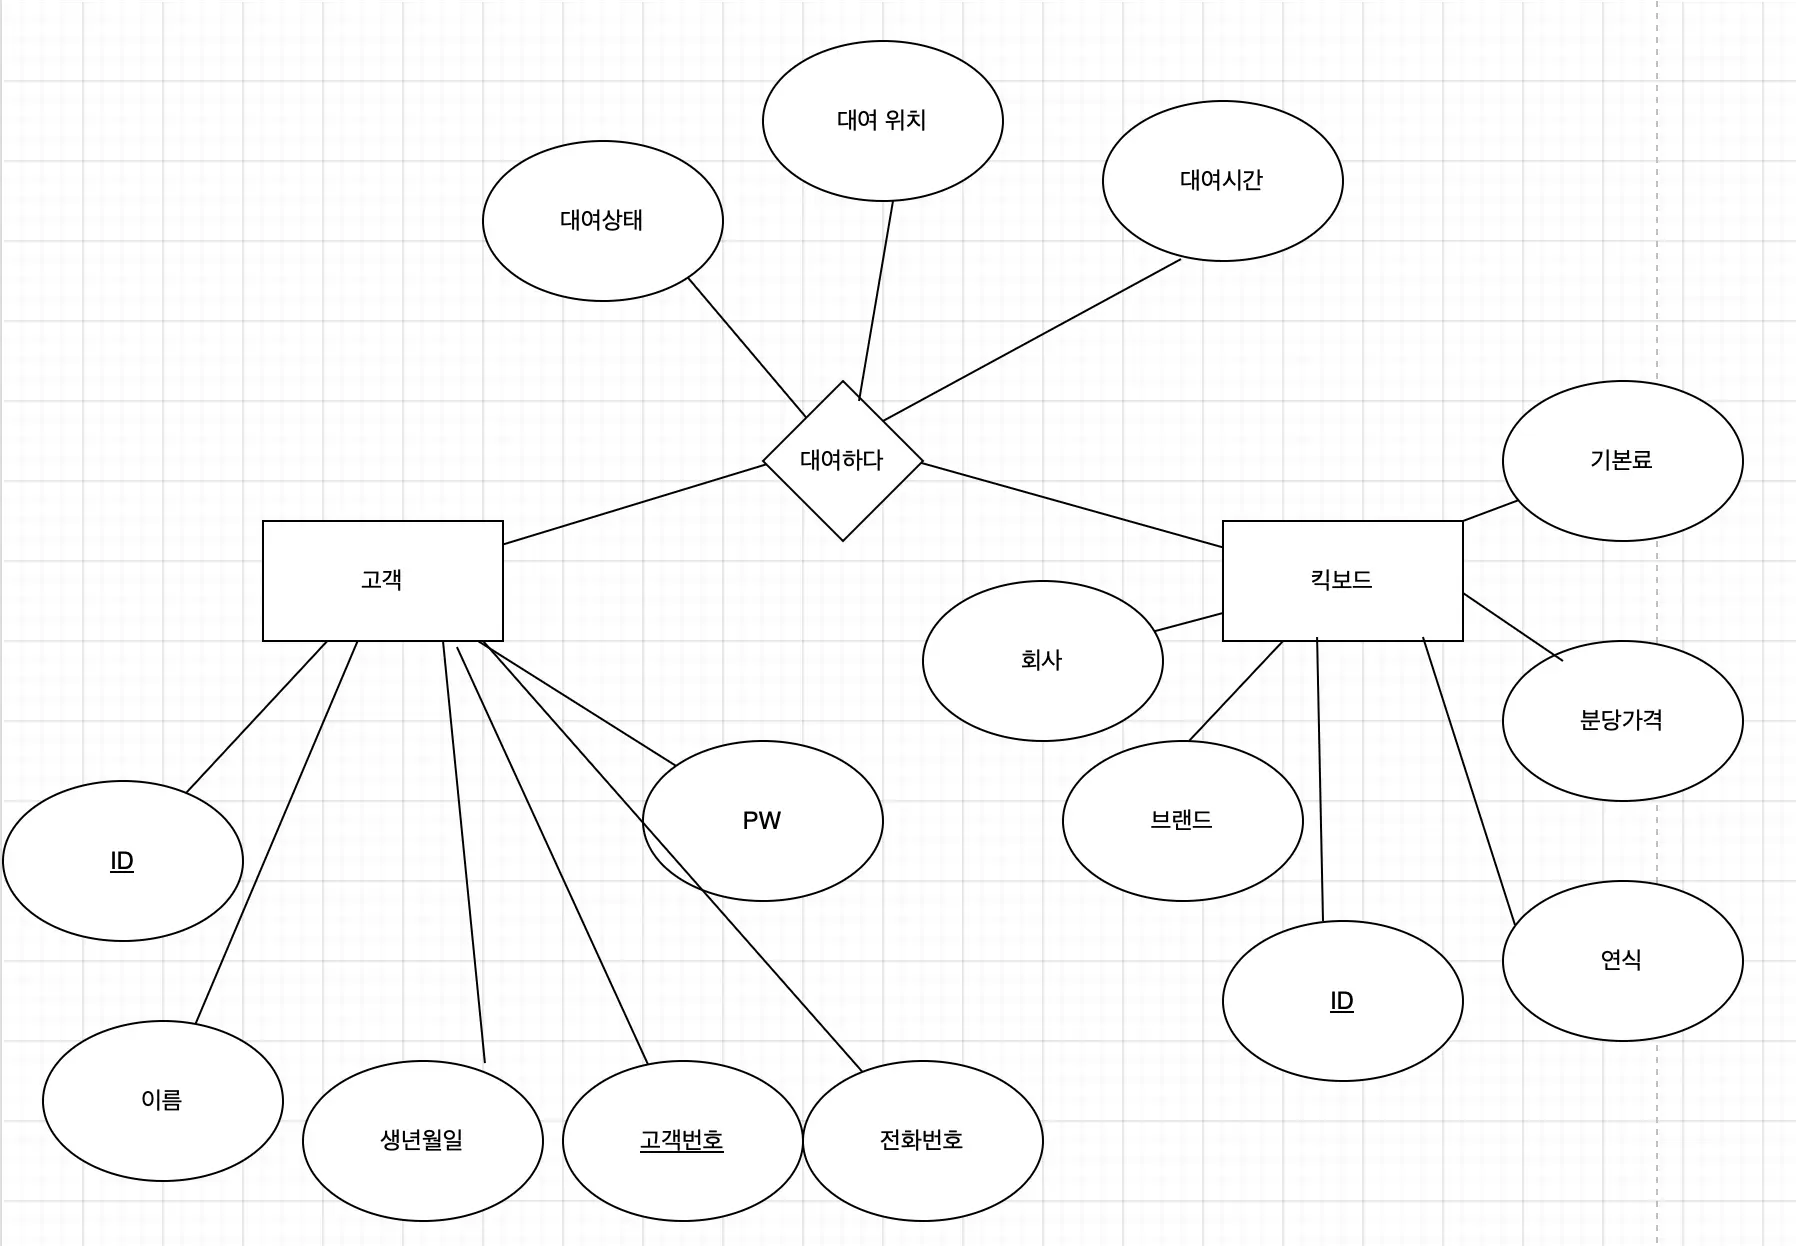 대여 위치
대여시간
대여상태
대여하다
기본료
고객
킥보드
회사
분당가격
PW
브랜드
ID
연식
ID
이름
생년월일
고객번호
전화번호